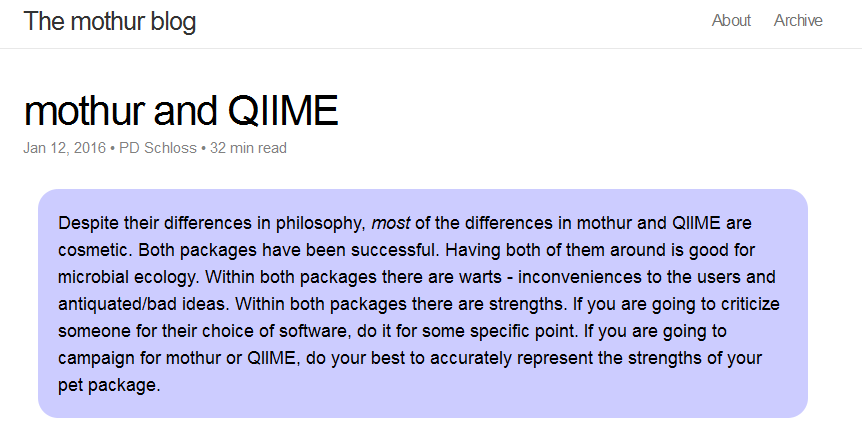 The mothur blog
About Archive
mothur and QIIME
Jan 12, 2016 • PD Schloss • 32 min read
Despite their differences in philosophy, most of the differences in mothur and QIIME are
cosmetic. Both packages have been successful. Having both of them around is good for
microbial ecology. Within both packages there are warts - inconveniences to the users and
antiquated/bad ideas. Within both packages there are strengths. If you are going to criticize
someone for their choice of software, do it for some specific point. If you are going to
campaign for mothur or QIIME, do your best to accurately represent the strengths of your
pet package.